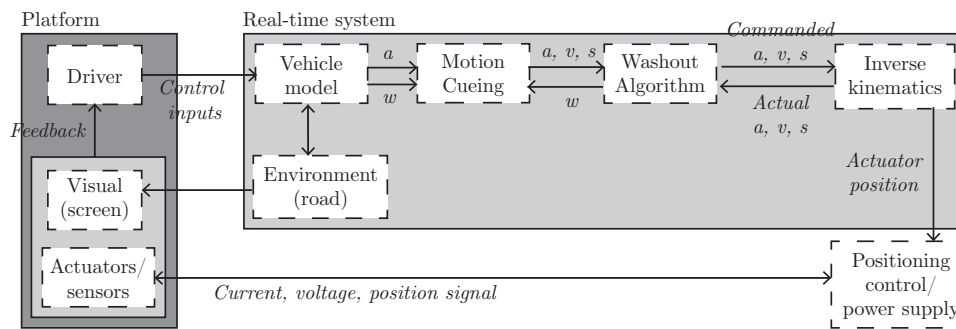 Platform
Real-time system
Driver
Control
inputs
Vehicle
model
a
w
Motion
Cueing
a, v, s
w
Washout
Algorithm
Commanded
a, v, s
Actual
a, v, s
Inverse
kinematics
Feedback
Visual
(screen)
Environment
(road)
Actuator
position
Actuators/
sensors
Current, voltage, position signal
Positioning
control/
power supply